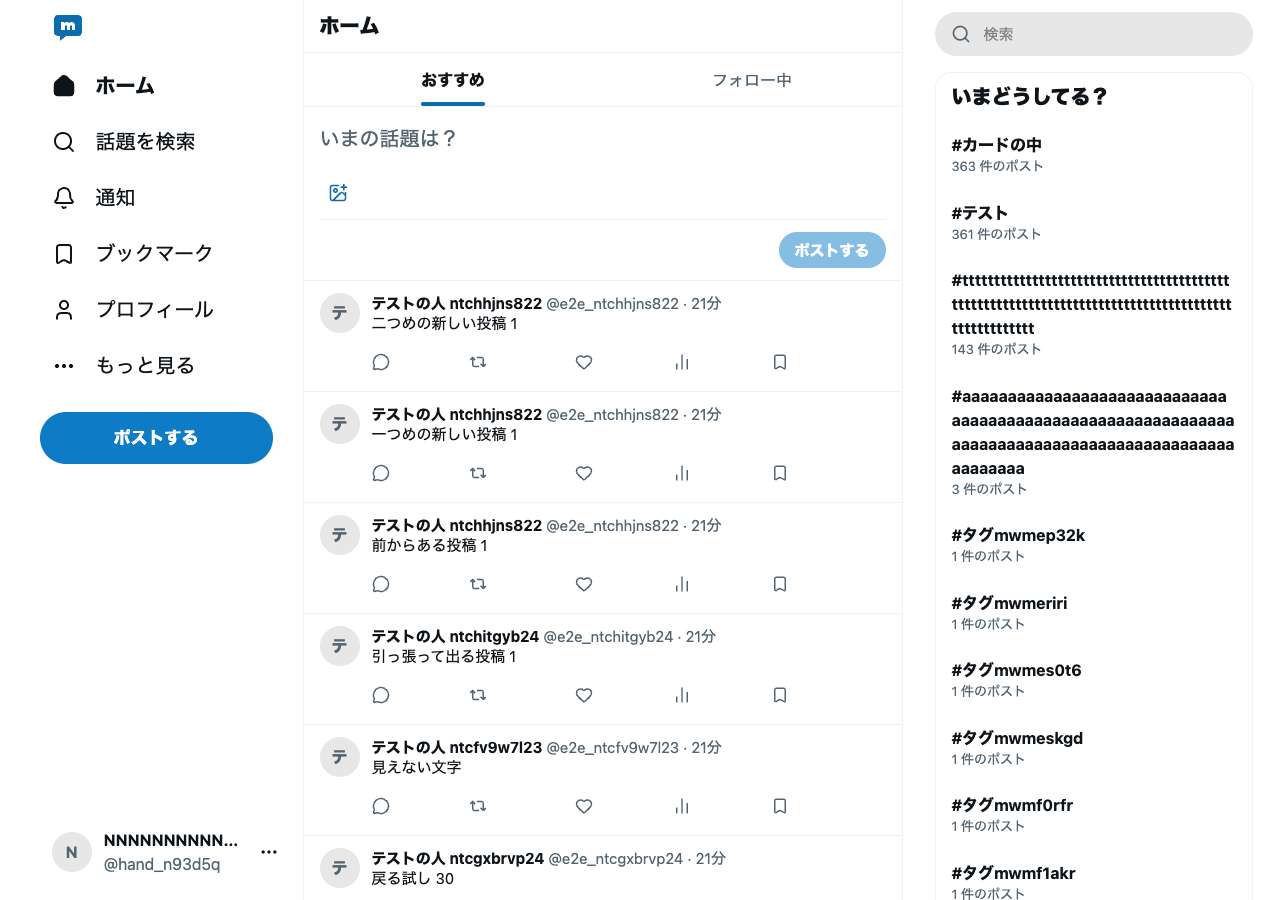 m
ホーム
話題を検索
通知
ブックマーク
プロフィール
もっと見る
ポストする
N
NNNNNNNNNN...
@hand_n93d5q
ホーム
おすすめ
フォロー中
いまの話題は？
ポストする
テ
テストの人 ntchhjns822 @e2e_ntchhjns822 · 21分
二つめの新しい投稿 1
テ
テストの人 ntchhjns822 @e2e_ntchhjns822 · 21分
一つめの新しい投稿 1
テ
テストの人 ntchhjns822 @e2e_ntchhjns822 · 21分
前からある投稿 1
テ
テストの人 ntchitgyb24 @e2e_ntchitgyb24 · 21分
引っ張って出る投稿 1
テ
テストの人 ntcfv9w7l23 @e2e_ntcfv9w7l23 · 21分
見えない文字
テ
テストの人 ntcgxbrvp24 @e2e_ntcgxbrvp24 · 21分
戻る試し 30
検索
いまどうしてる？
#カードの中
363 件のポスト
#テスト
361 件のポスト
#tttttttttttttttttttttttttttttttttttttttttt
tttttttttttttttttttttttttttttttttttttttttttt
ttttttttttttt
143 件のポスト
#aaaaaaaaaaaaaaaaaaaaaaaaaaaaa
aaaaaaaaaaaaaaaaaaaaaaaaaaaaaaa
aaaaaaaaaaaaaaaaaaaaaaaaaaaaaaa
aaaaaaaa
3 件のポスト
#タグmwmep32k
1 件のポスト
#タグmwmeriri
1 件のポスト
#タグmwmes0t6
1 件のポスト
#タグmwmeskgd
1 件のポスト
#タグmwmf0rfr
1 件のポスト
#タグmwmf1akr
1 件のポスト